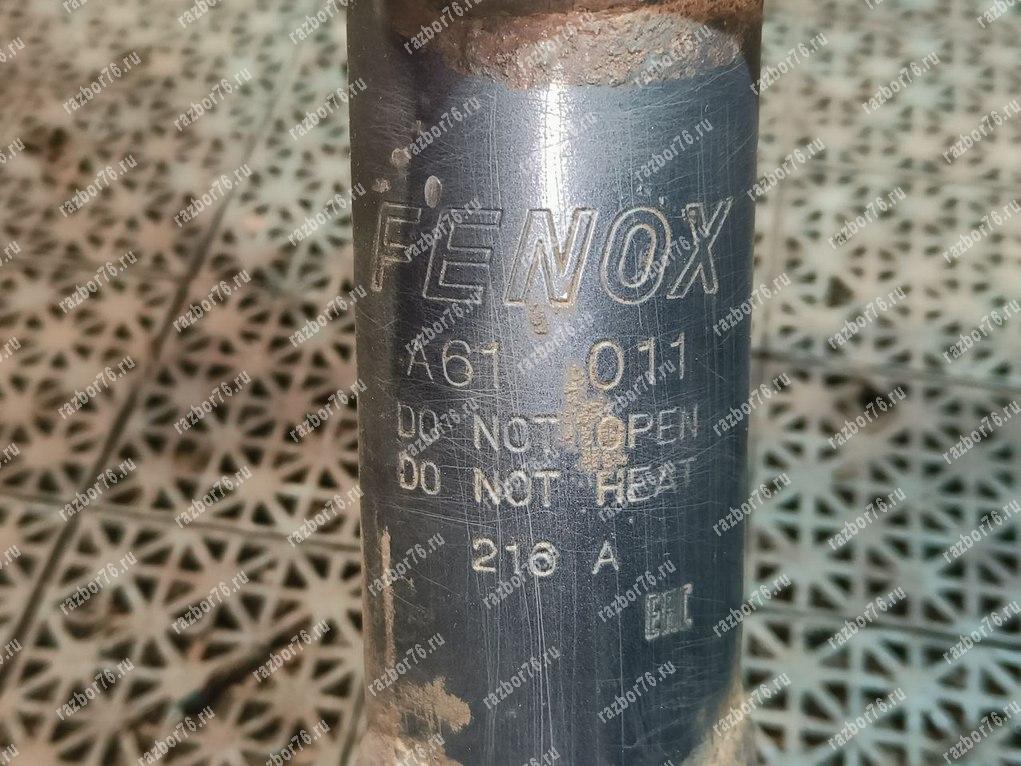 FENOX
A61 011
DO NOT OPEN
DO NOT HEAT
216 A
EAC
razbor76.ru